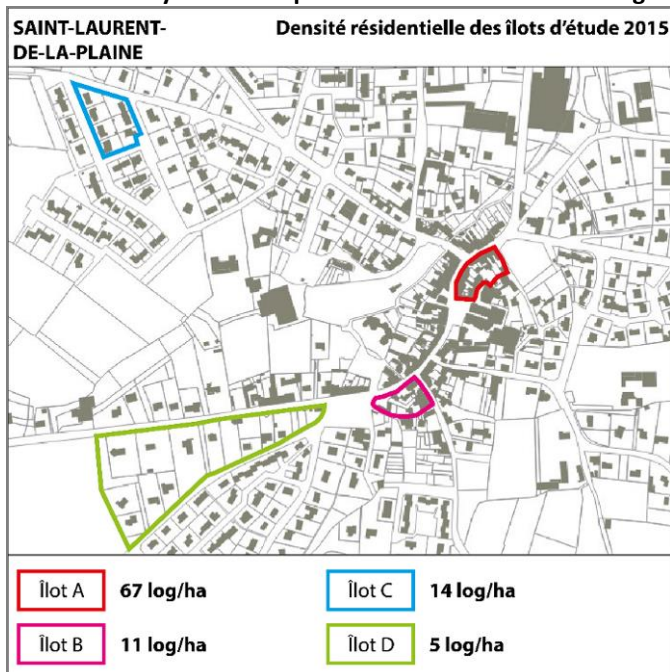 SAINT-LAURENT-
DE-LA-PLAINE
Densité résidentielle des îlots d'étude 2015
Îlot A 67 log/ha
Îlot C 14 log/ha
Îlot B 11 log/ha
Îlot D 5 log/ha